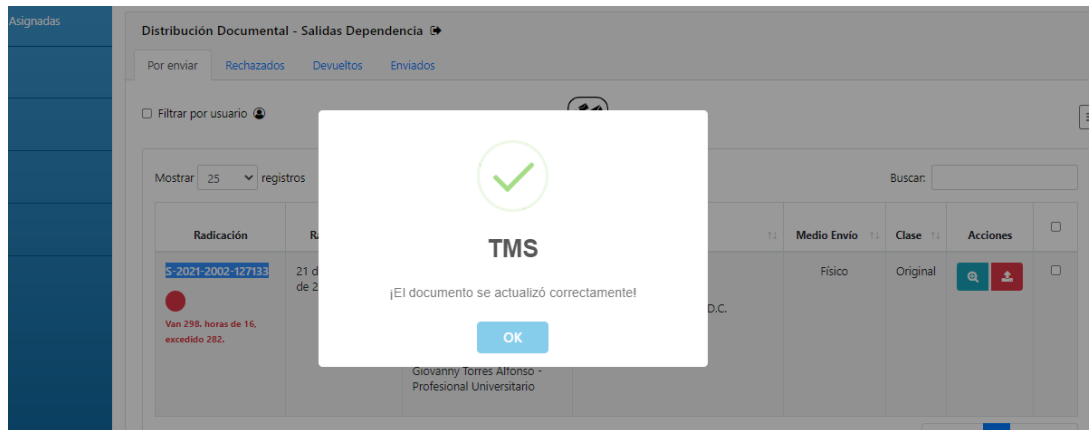 Asignadas
Distribución Documental - Salidas Dependencia
Por enviar Rechazados Devueltos Enviados
Filtrar por usuario
Mostrar 25 registros
Buscar:
Radicación
Medio Envío
Clase
Acciones
S-2021-2002-127133
21 d
de 2
Van 298. horas de 16,
excedido 282.
D.C.
Físico
Original
Giovanny Torres Alfonso -
Profesional Universitario
TMS
¡El documento se actualizó correctamente!
OK